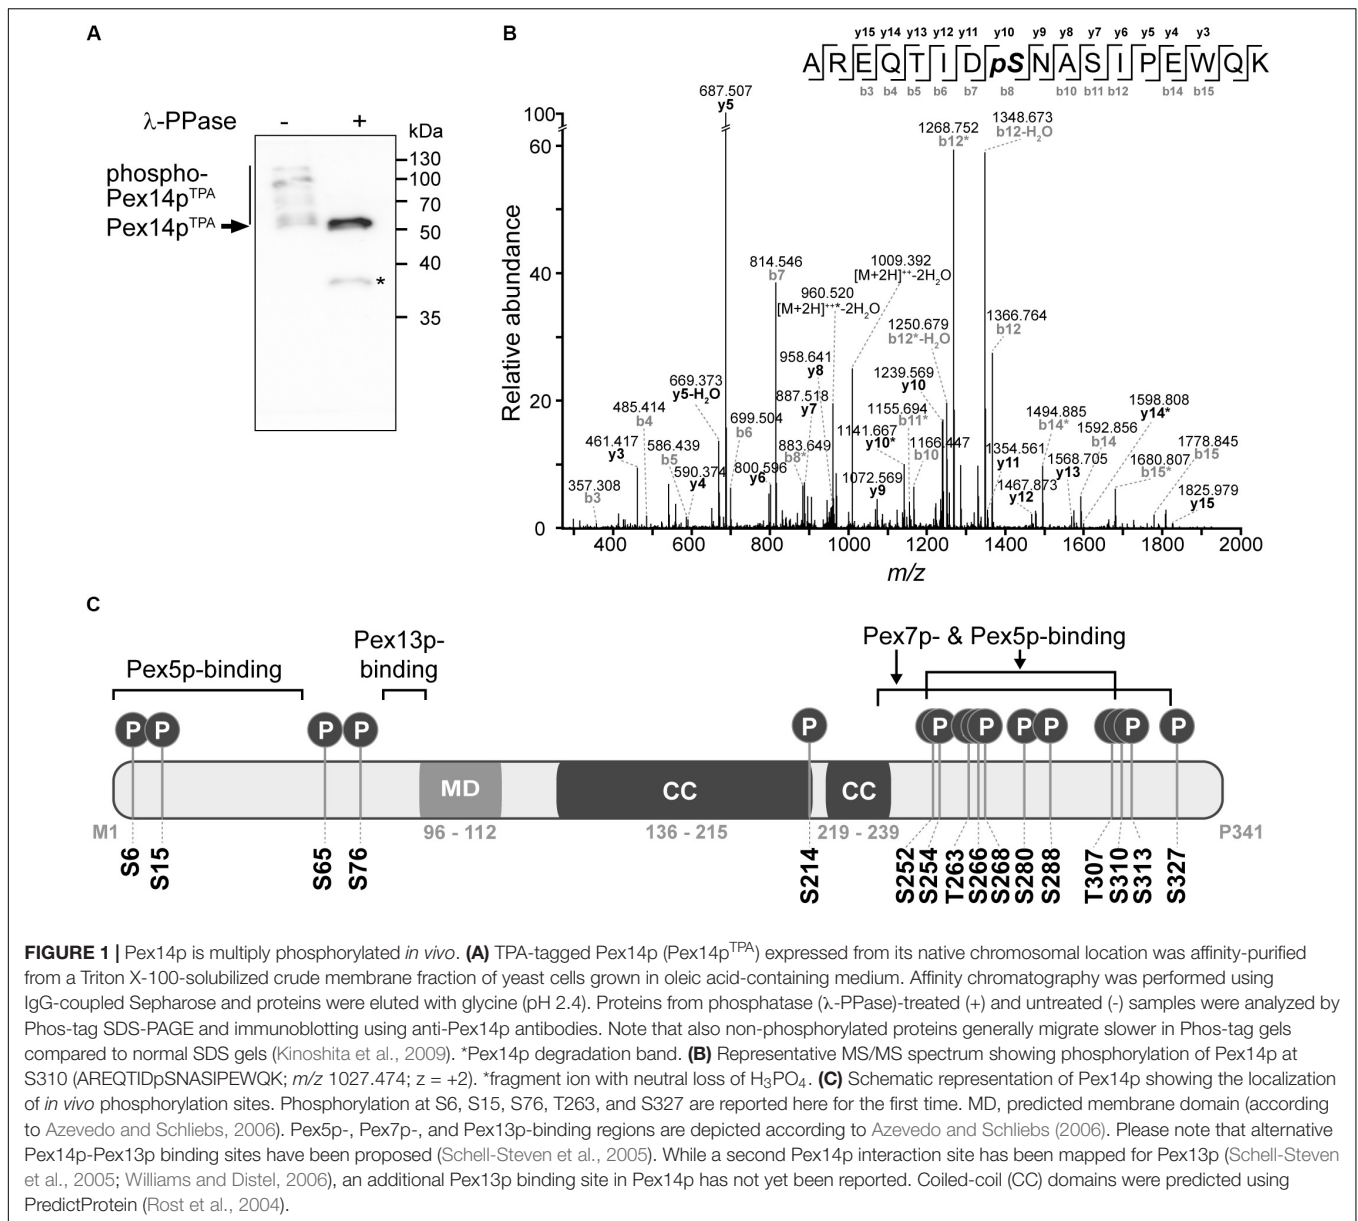 A
λ-PPase - +
kDa
130
100
70
50
40
35
phospho-
Pex14p^TPA
Pex14p^TPA
*
B
y15 y14 y13 y12 y11 y10 y9 y8 y7 y6 y5 y4 y3
AREQTIDpSNASIPEWQK
b3 b4 b5 b6 b7 b8 b10 b11 b12 b14 b15
Relative abundance
100
60
40
20
0
687.507
y5
1268.752
b12*
1348.673
b12-H2O
814.546
b7
960.520
[M+2H]++*-2H2O
1009.392
[M+2H]++-2H2O
1250.679
b12*-H2O
1366.764
b12
958.641
y8
1239.569
y10
669.373
y5-H2O
887.518
y7
1155.694
b11*
1598.808
y14*
485.414
b4
699.504
b6
1494.885
b14*
461.417
y3
586.439
b5
883.649
b8*
1141.667
y10*
1166.447
b10
1354.561
y11
1592.856
b14
1778.845
b15
590.374
y4
800.596
y6
1568.705
y13
1680.807
b15*
357.308
b3
1072.569
y9
1467.873
y12
1825.979
y15
400 600 800 1000 1200 1400 1600 1800 2000
m/z
C
Pex5p-binding
Pex13p-
binding
Pex7p- & Pex5p-binding
P P P P P P P P P P P
MD CC CC
M1 96 - 112 136 - 215 219 - 239 P341
S6 S15 S65 S76 S214 S252 S254 T263 S266 S268 S280 S288 T307 S310 S313 S327
FIGURE 1 | Pex14p is multiply phosphorylated in vivo. (A) TPA-tagged Pex14p (Pex14p^TPA) expressed from its native chromosomal location was affinity-purified
from a Triton X-100-solubilized crude membrane fraction of yeast cells grown in oleic acid-containing medium. Affinity chromatography was performed using
IgG-coupled Sepharose and proteins were eluted with glycine (pH 2.4). Proteins from phosphatase (λ-PPase)-treated (+) and untreated (-) samples were analyzed by
Phos-tag SDS-PAGE and immunoblotting using anti-Pex14p antibodies. Note that also non-phosphorylated proteins generally migrate slower in Phos-tag gels
compared to normal SDS gels (Kinoshita et al., 2009). *Pex14p degradation band. (B) Representative MS/MS spectrum showing phosphorylation of Pex14p at
S310 (AREQTIDpSNASIPEWQK; m/z 1027.474; z = +2). *fragment ion with neutral loss of H3PO4. (C) Schematic representation of Pex14p showing the localization
of in vivo phosphorylation sites. Phosphorylation at S6, S15, S76, T263, and S327 are reported here for the first time. MD, predicted membrane domain (according
to Azevedo and Schliebs, 2006). Pex5p-, Pex7p-, and Pex13p-binding regions are depicted according to Azevedo and Schliebs (2006). Please note that alternative
Pex14p-Pex13p binding sites have been proposed (Schell-Steven et al., 2005). While a second Pex14p interaction site has been mapped for Pex13p (Schell-Steven
et al., 2005; Williams and Distel, 2006), an additional Pex13p binding site in Pex14p has not yet been reported. Coiled-coil (CC) domains were predicted using
PredictProtein (Rost et al., 2004).